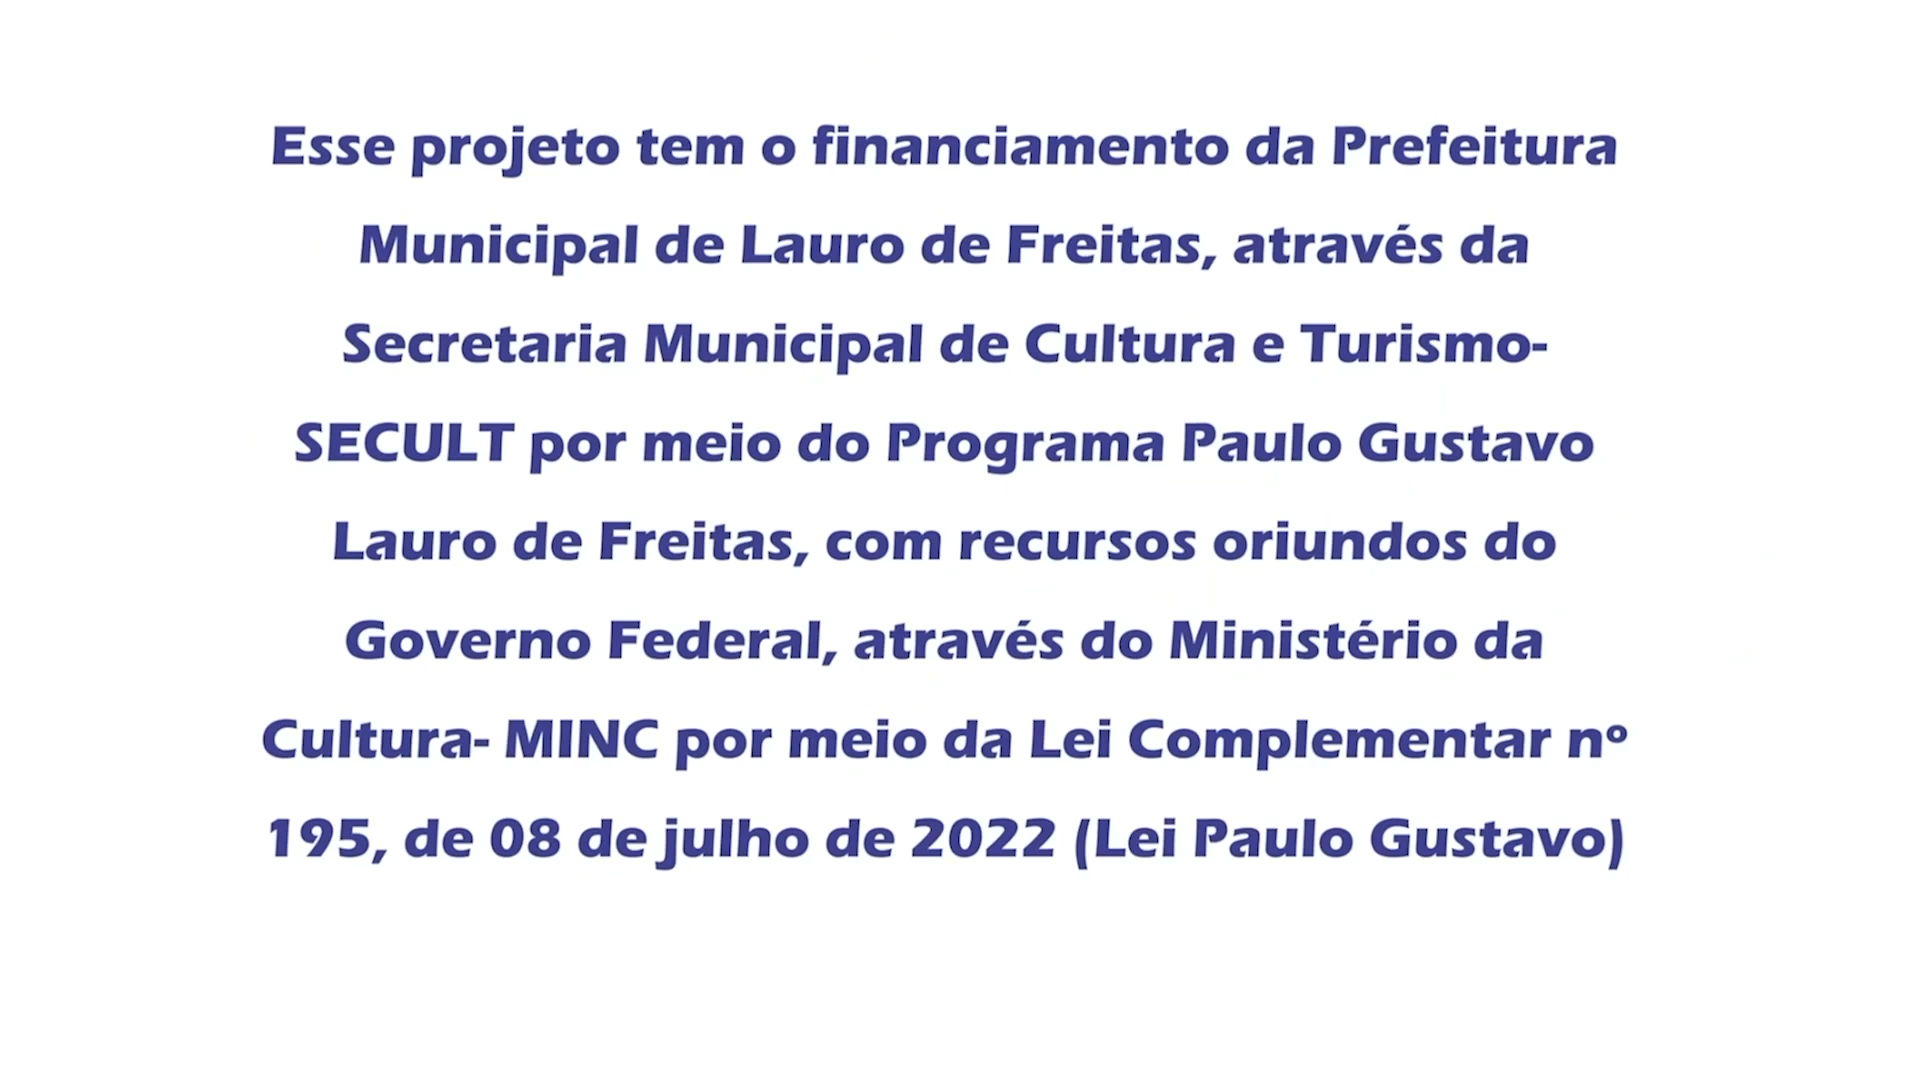 Esse projeto tem o financiamento da Prefeitura
Municipal de Lauro de Freitas, através da
Secretaria Municipal de Cultura e Turismo-
SECULT por meio do Programa Paulo Gustavo
Lauro de Freitas, com recursos oriundos do
Governo Federal, através do Ministério da
Cultura- MINC por meio da Lei Complementar nº
195, de 08 de julho de 2022 (Lei Paulo Gustavo)